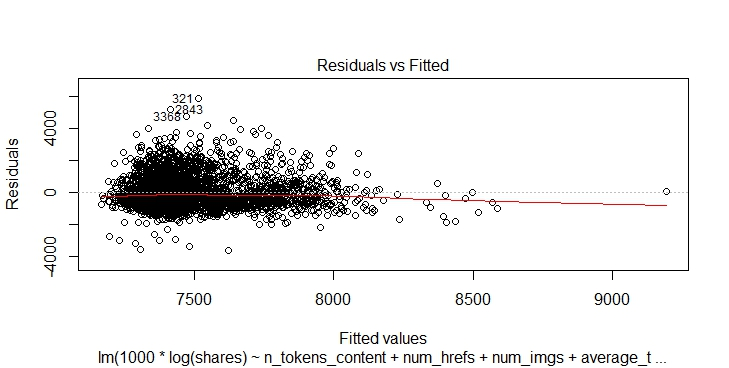 Residuals vs Fitted
321
2843
3368
4000
0
-4000
Residuals
7500 8000 8500 9000
Fitted values
lm(1000 * log(shares) ~ n_tokens_content + num_hrefs + num_imgs + average_t ...